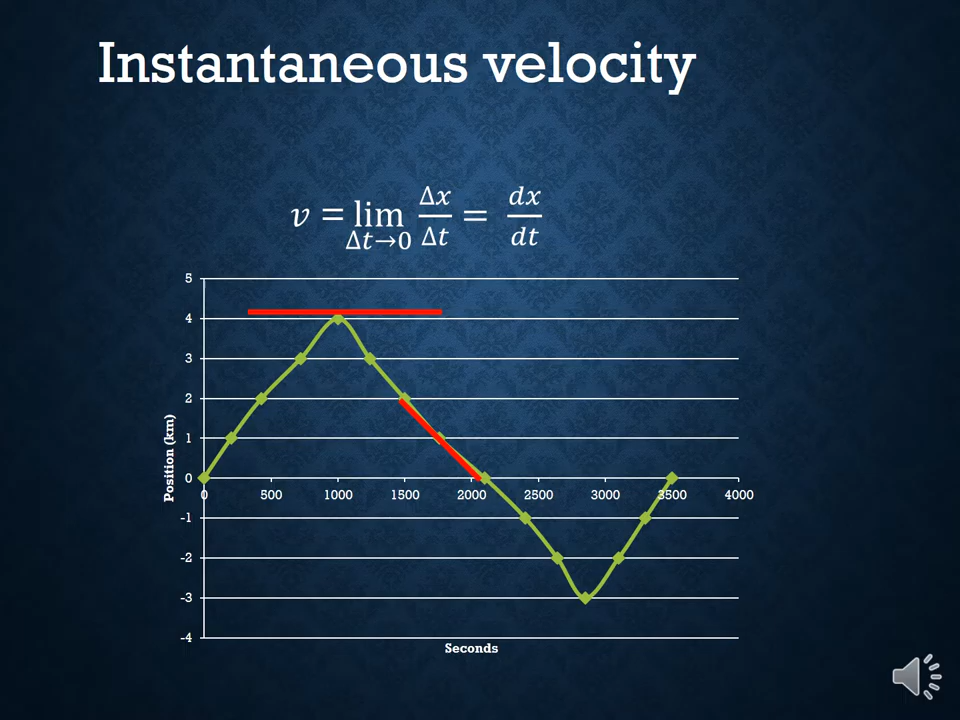 Instantaneous velocity
v = lim Δt→0 Δx/Δt = dx/dt
5
4
3
2
1
0
-1
-2
-3
-4
Position (km)
0 500 1000 1500 2000 2500 3000 3500 4000
Seconds